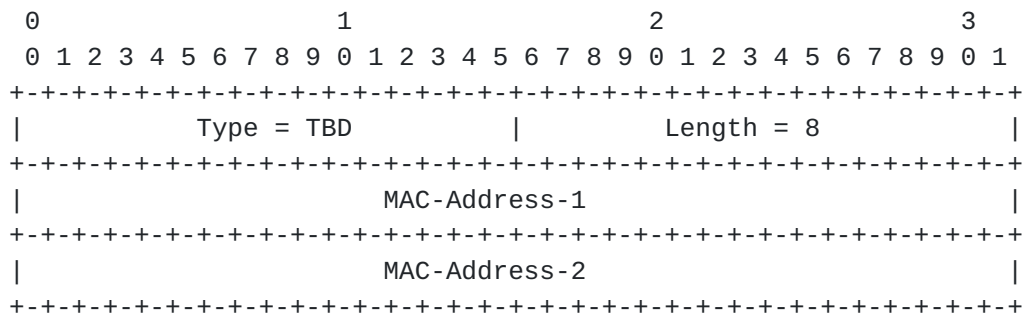 0                   1                   2                   3
 0 1 2 3 4 5 6 7 8 9 0 1 2 3 4 5 6 7 8 9 0 1 2 3 4 5 6 7 8 9 0 1
+-+-+-+-+-+-+-+-+-+-+-+-+-+-+-+-+-+-+-+-+-+-+-+-+-+-+-+-+-+-+-+-+
|           Type = TBD          |         Length = 8            |
+-+-+-+-+-+-+-+-+-+-+-+-+-+-+-+-+-+-+-+-+-+-+-+-+-+-+-+-+-+-+-+-+
|                       MAC-Address-1                           |
+-+-+-+-+-+-+-+-+-+-+-+-+-+-+-+-+-+-+-+-+-+-+-+-+-+-+-+-+-+-+-+-+
|                       MAC-Address-2                           |
+-+-+-+-+-+-+-+-+-+-+-+-+-+-+-+-+-+-+-+-+-+-+-+-+-+-+-+-+-+-+-+-+